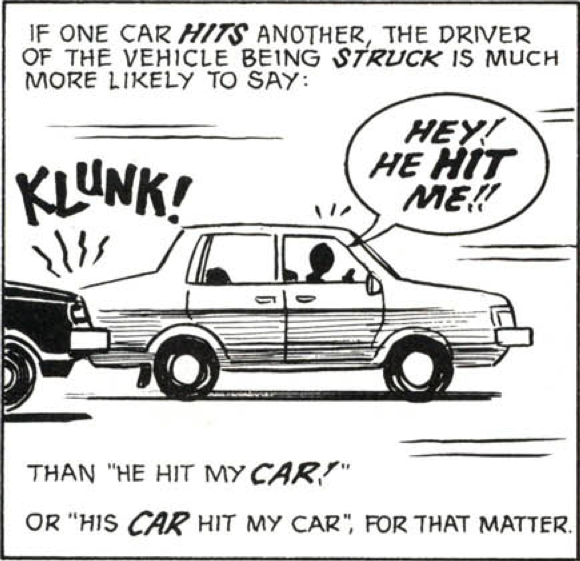 IF ONE CAR HITS ANOTHER, THE DRIVER
OF THE VEHICLE BEING STRUCK IS MUCH
MORE LIKELY TO SAY:
HEY!
HE HIT
ME!!
KLUNK!
THAN "HE HIT MY CAR!"
OR "HIS CAR HIT MY CAR", FOR THAT MATTER.